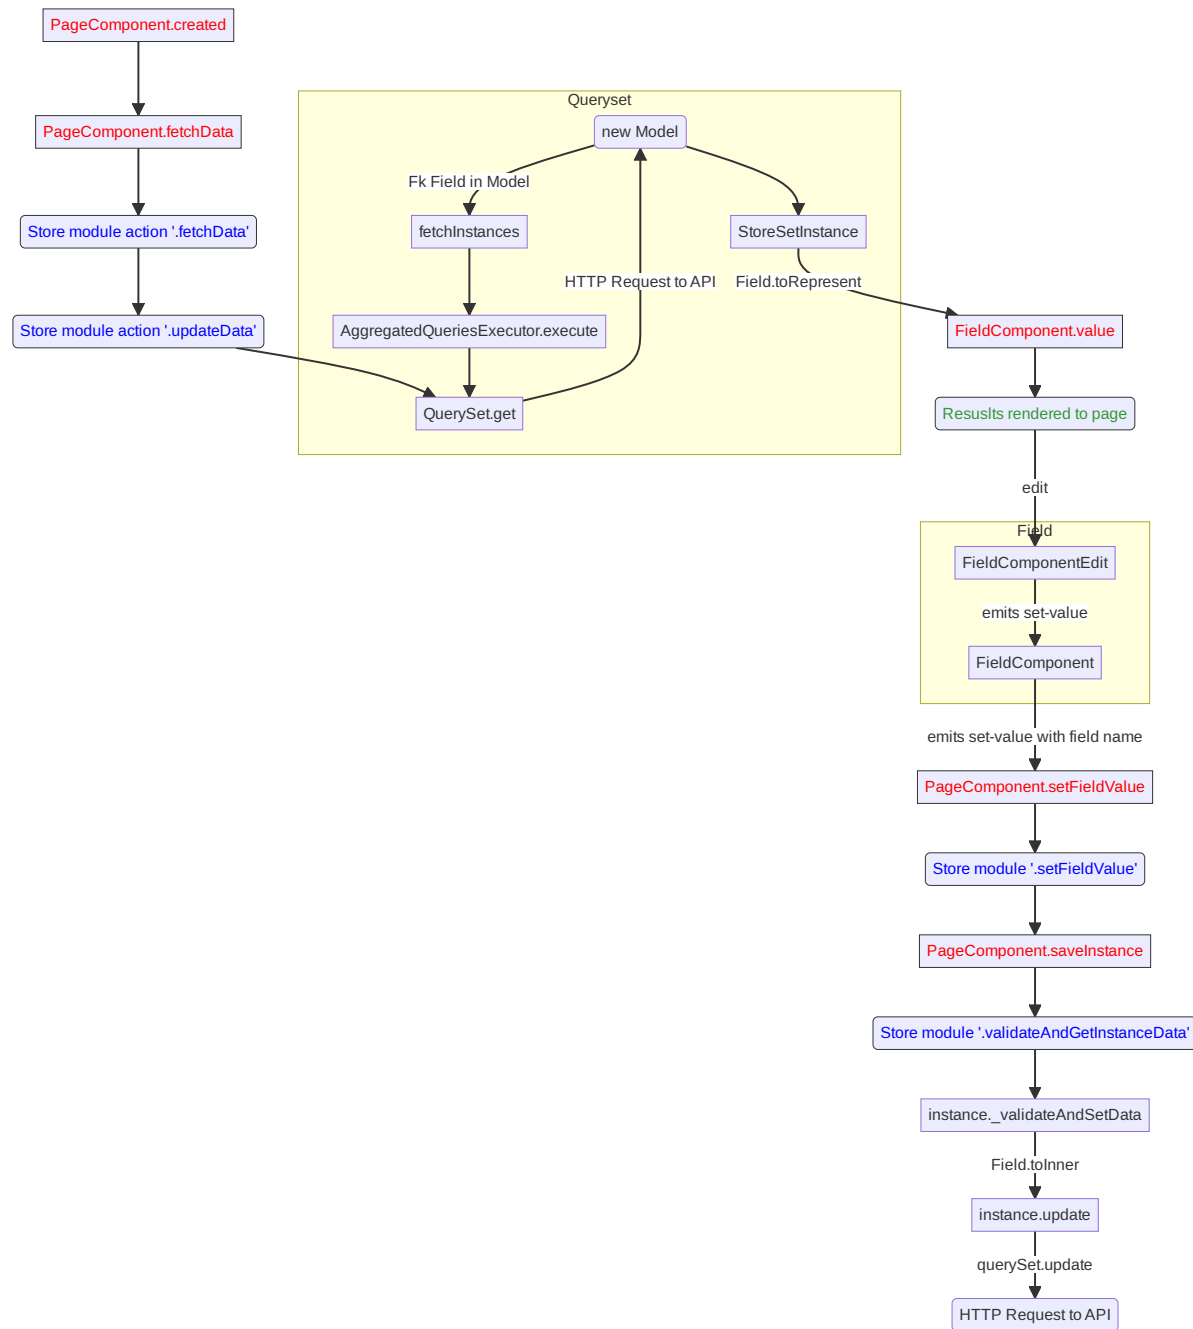 PageComponent.created
PageComponent.fetchData
Store module action '.fetchData'
Store module action '.updateData'
Queryset
new Model
Fk Field in Model
fetchInstances
StoreSetInstance
HTTP Request to API
Field.toRepresent
AggregatedQueriesExecutor.execute
QuerySet.get
FieldComponent.value
Resuslts rendered to page
edit
Field
FieldComponentEdit
emits set-value
FieldComponent
emits set-value with field name
PageComponent.setFieldValue
Store module '.setFieldValue'
PageComponent.saveInstance
Store module '.validateAndGetInstanceData'
instance._validateAndSetData
Field.toInner
instance.update
querySet.update
HTTP Request to API